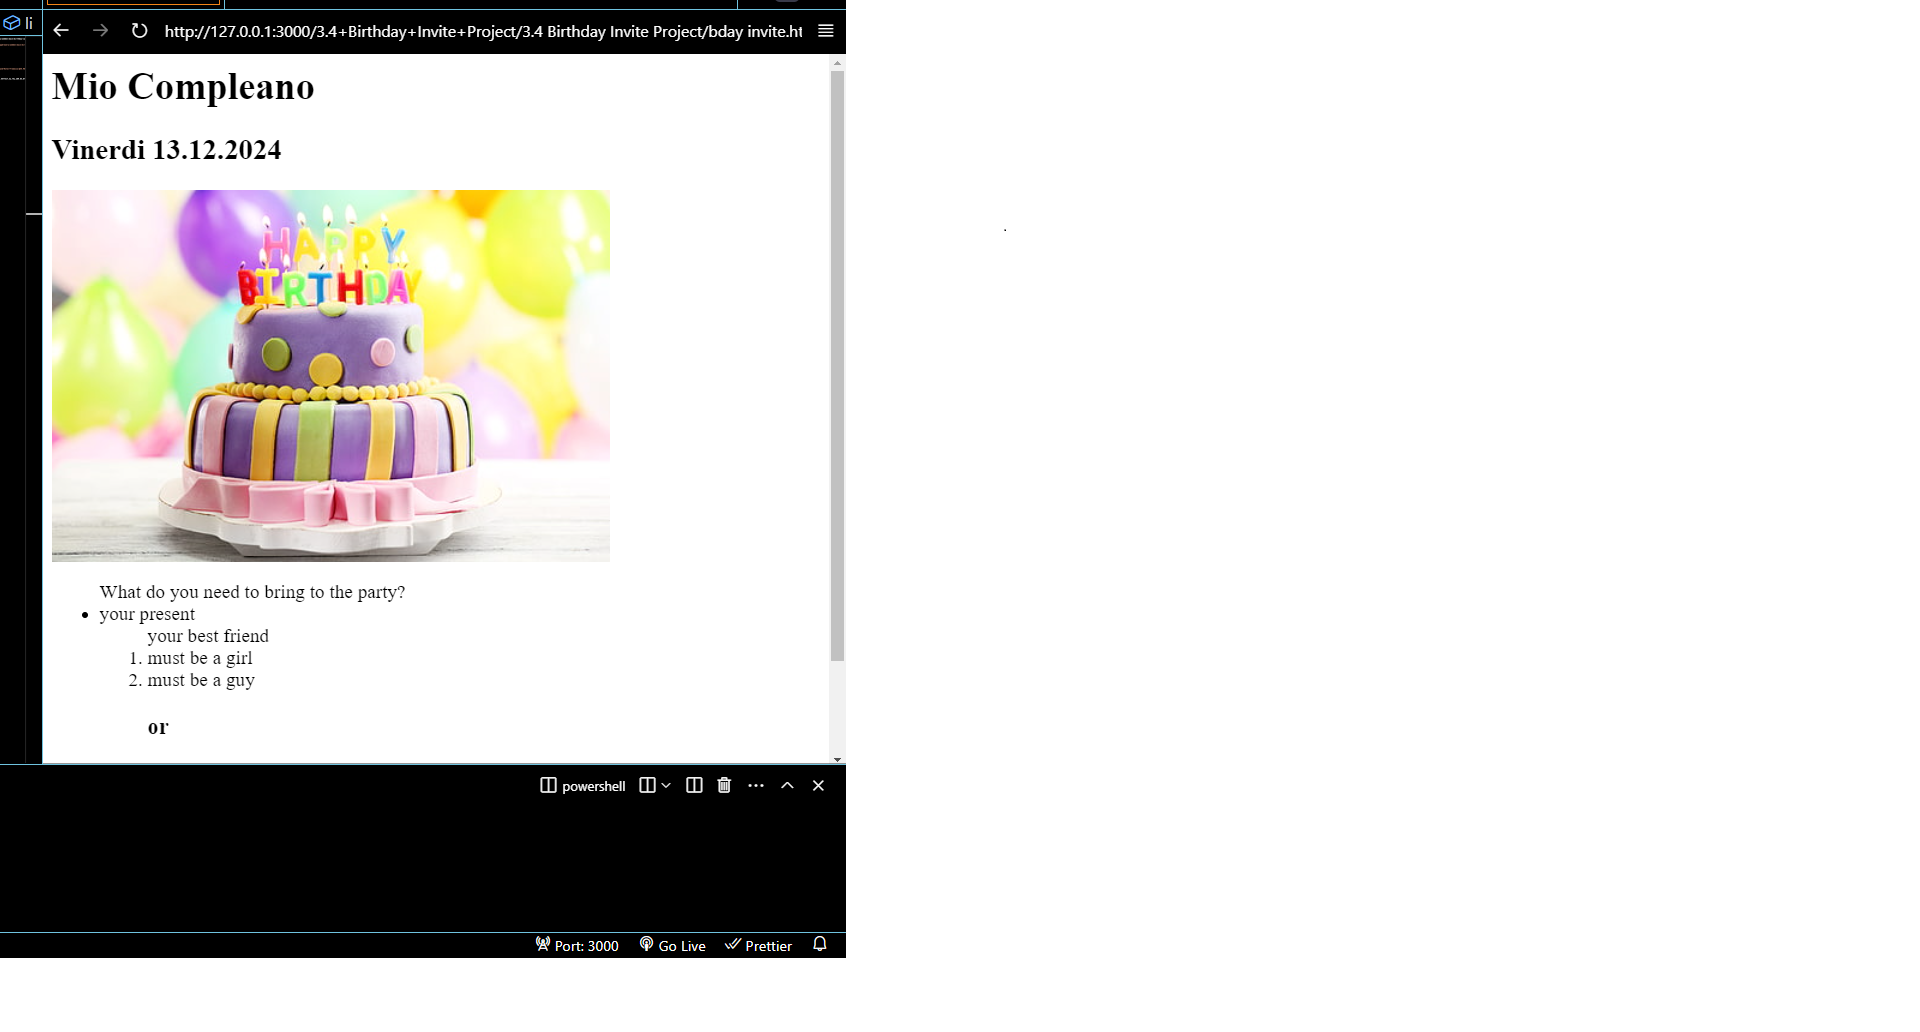 li
http://127.0.0.1:3000/3.4+Birthday+Invite+Project/3.4 Birthday Invite Project/bday invite.ht
Mio Compleano
Vinerdi 13.12.2024
HAPPY
BIRTHDAY
What do you need to bring to the party?
• your present
your best friend
1. must be a girl
2. must be a guy
or
powershell
Port: 3000 Go Live Prettier